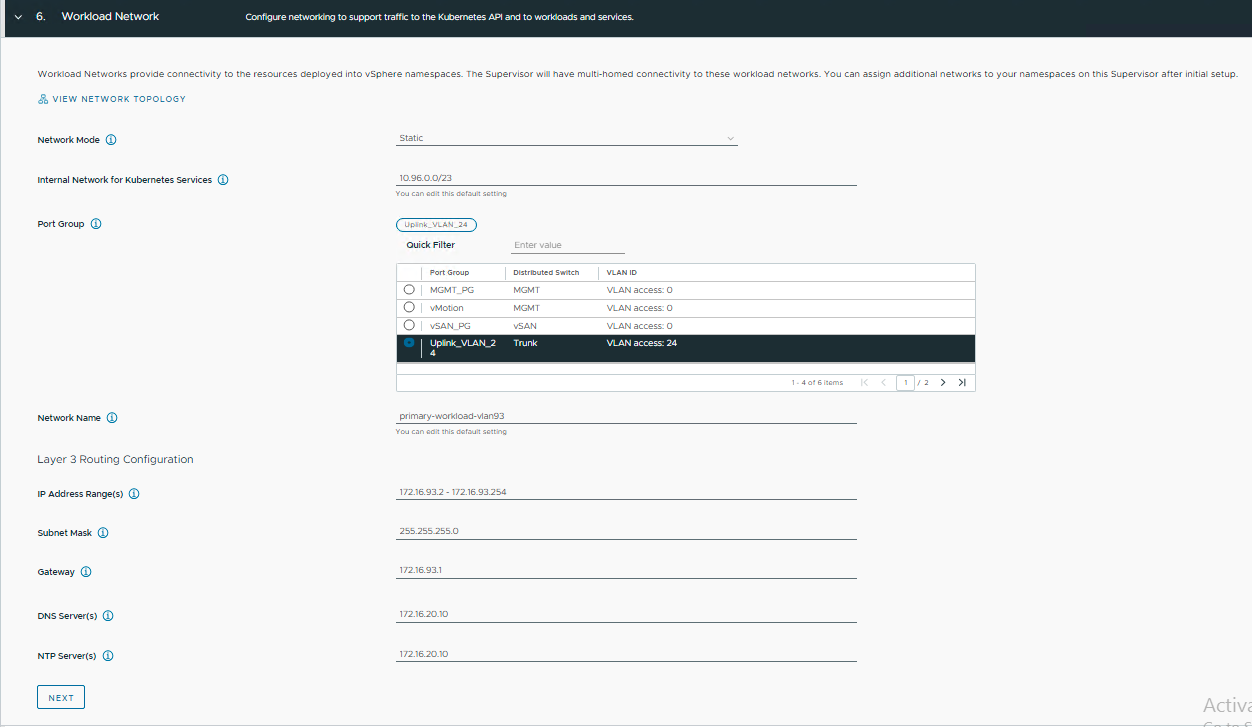 6. Workload Network Configure networking to support traffic to the Kubernetes API and to workloads and services.
Workload Networks provide connectivity to the resources deployed into vSphere namespaces. The Supervisor will have multi-homed connectivity to these workload networks. You can assign additional networks to your namespaces on this Supervisor after initial setup.
VIEW NETWORK TOPOLOGY
Network Mode Static
Internal Network for Kubernetes Services 10.96.0.0/23
You can edit this default setting
Port Group Uplink_VLAN_24
Quick Filter Enter value
Port Group Distributed Switch VLAN ID
MGMT_PG MGMT VLAN access: 0
vMotion MGMT VLAN access: 0
vSAN_PG vSAN VLAN access: 0
Uplink_VLAN_2 Trunk VLAN access: 24
4
1 - 4 of 6 items 1 / 2
Network Name primary-workload-vlan93
You can edit this default setting
Layer 3 Routing Configuration
IP Address Range(s) 172.16.93.2 - 172.16.93.254
Subnet Mask 255.255.255.0
Gateway 172.16.93.1
DNS Server(s) 172.16.20.10
NTP Server(s) 172.16.20.10
NEXT
Activa